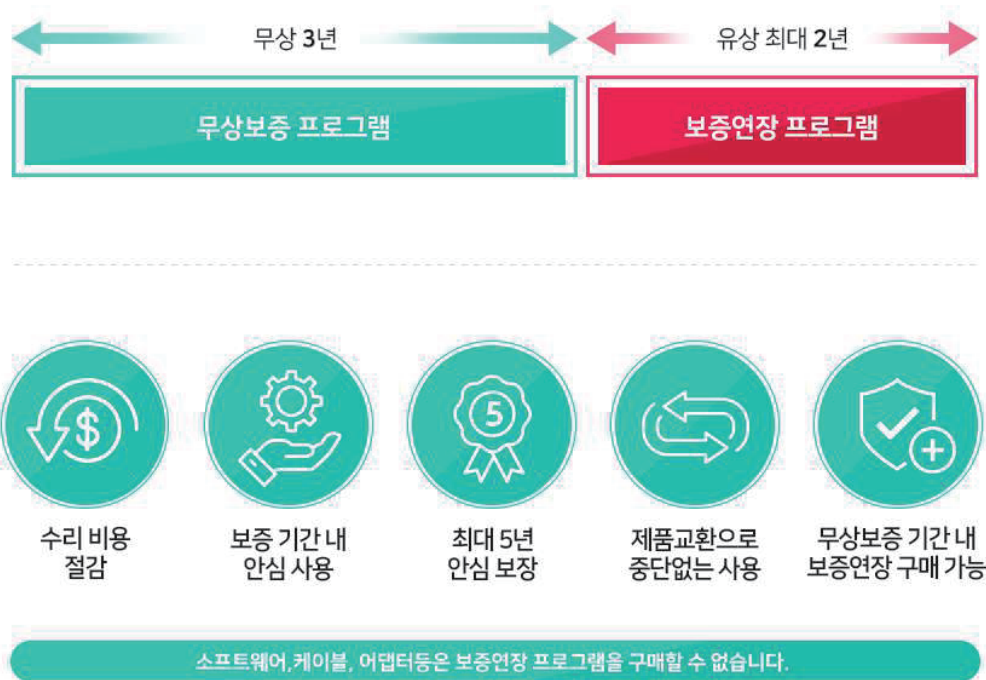 무상 3년
유상 최대 2년
무상보증 프로그램
보증연장 프로그램
$
5
수리 비용
절감
보증 기간 내
안심 사용
최대 5년
안심 보장
제품교환으로
중단없는 사용
무상보증 기간 내
보증연장 구매 가능
소프트웨어,케이블, 어댑터등은 보증연장 프로그램을 구매할 수 없습니다.